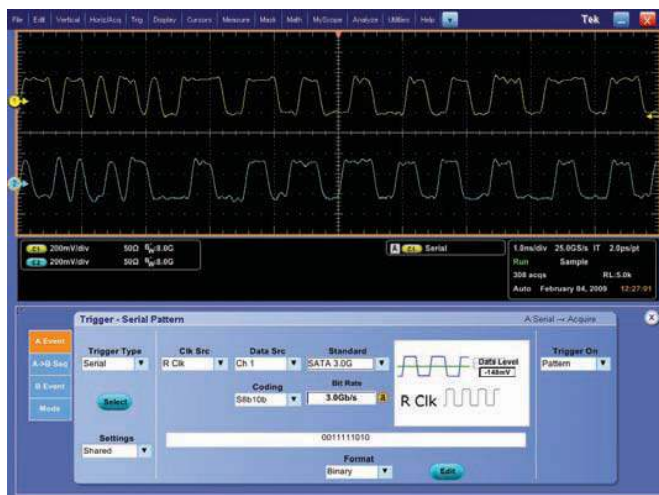 File Edit Vertical Horiz/Acq Trig Display Cursors Measure Mask Math MyScope Analyze Utilities Help Tek
1
2
C1 200mV/div 50Ω BW:8.0G
C2 200mV/div 50Ω BW:8.0G
A C1 Serial
1.0ns/div 25.0GS/s IT 2.0ps/pt
Run Sample
308 acqs RL:5.0k
Auto February 04, 2009 12:27:01
Trigger - Serial Pattern A Serial → Acquire X
A Event
A->B Seq
B Event
Mode
Trigger Type Clk Src Data Src Standard Trigger On
Serial R Clk Ch 1 SATA 3.0G Data Level Pattern
-148mV
Select Coding Bit Rate
S8b10b 3.0Gb/s R Clk
Settings 0011111010
Shared
Format
Binary Edit